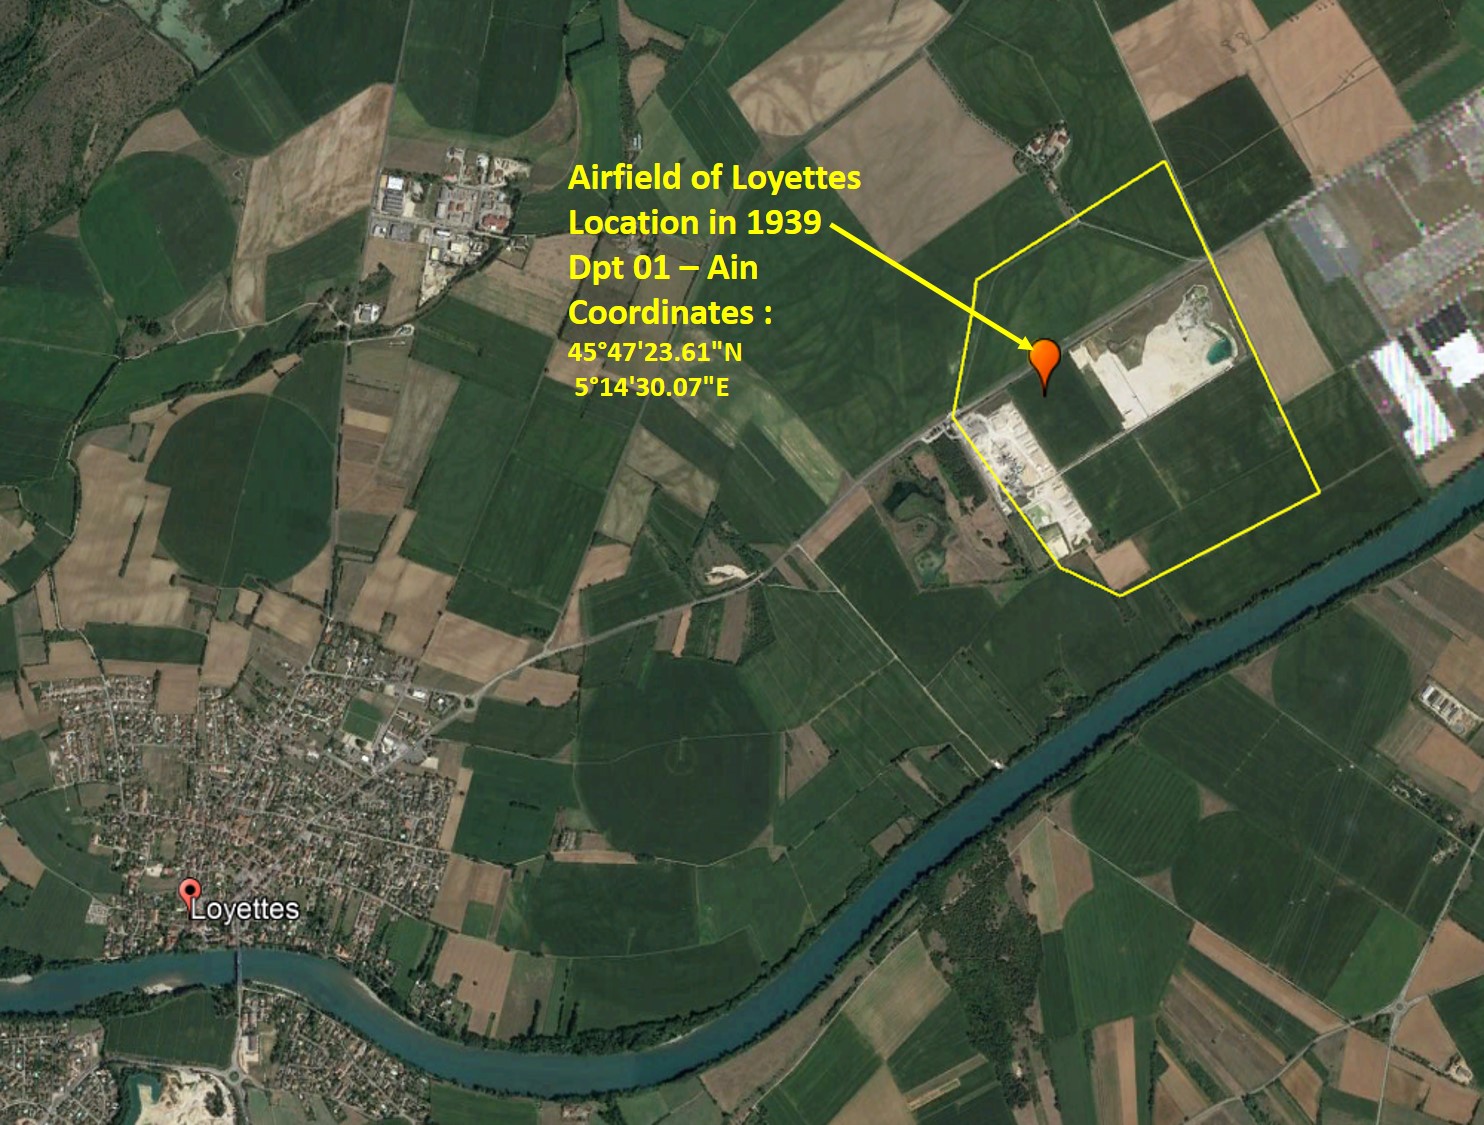 Airfield of Loyettes
Location in 1939
Dpt 01 – Ain
Coordinates :
45°47'23.61"N
5°14'30.07"E
Loyettes